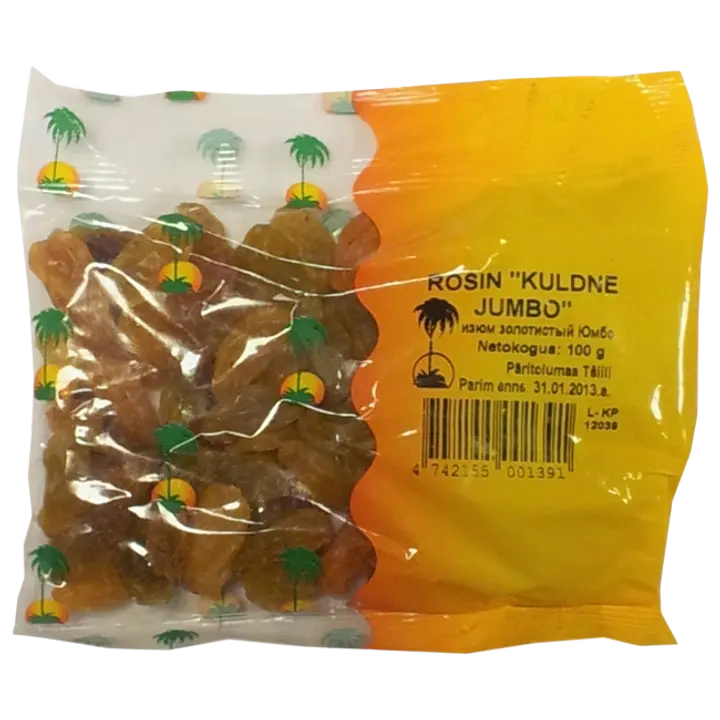 ROSIN "KULDNE
JUMBO"
изюм золотистый Юмбо
Netokogus: 100 g
Päritolumaa Tšiili
Parim enne 31.01.2013.a.
L- KP
12039
4 742155 001391